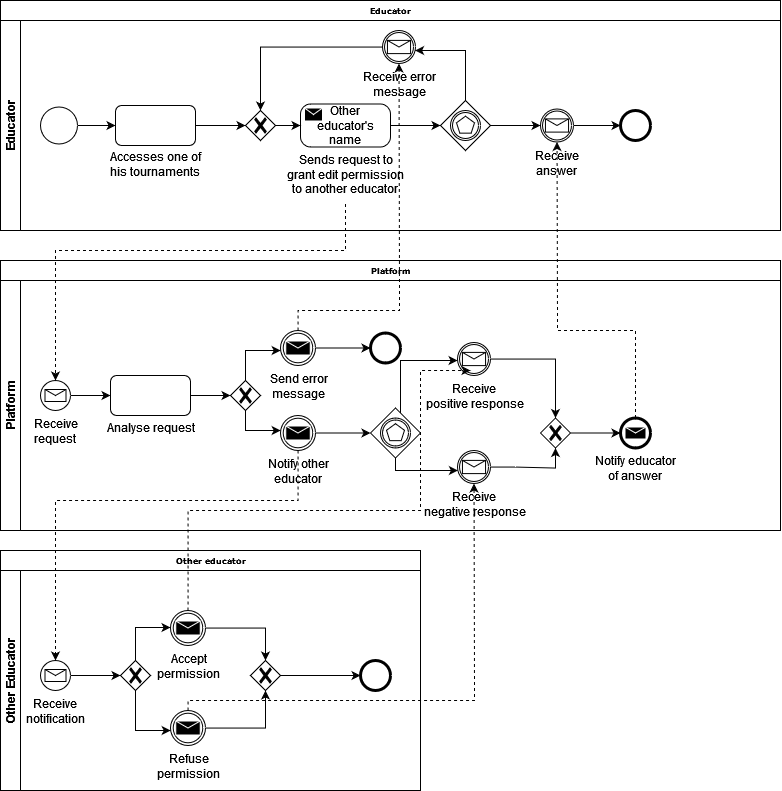 Educator
Educator
Receive error
message
Other
educator's
name
Accesses one of
his tournaments
Sends request to
grant edit permission
to another educator
Receive
answer
Platform
Platform
Send error
message
Receive
positive response
Receive
request
Analyse request
Notify other
educator
Notify educator
of answer
Receive
negative response
Other educator
Other Educator
Accept
permission
Receive
notification
Refuse
permission